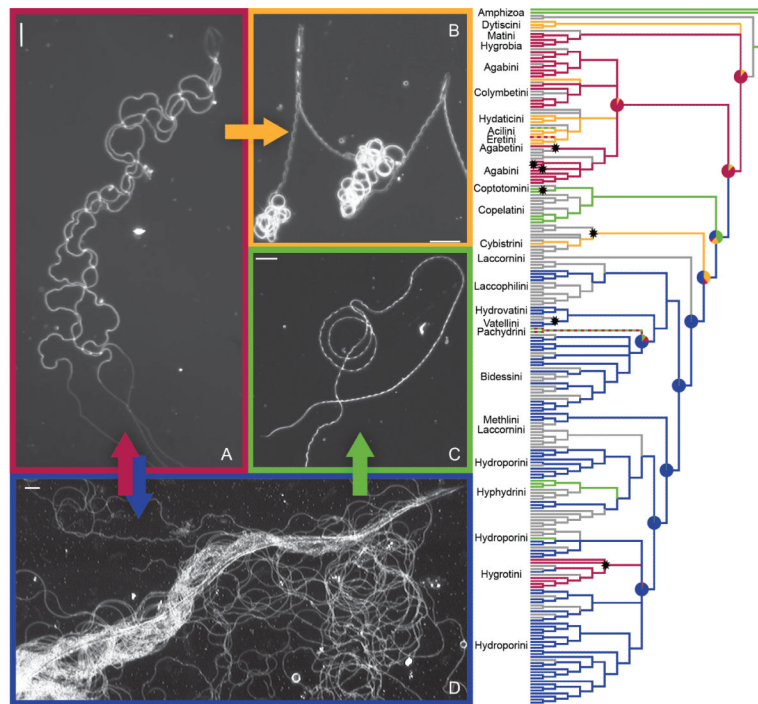 A
B
C
D
Amphizoa
Dytiscini
Matini
Hygrobia
Agabini
Colymbetini
Hydaticini
Acilini
Eretini
Agabetini
Agabini
Coptotomini
Copelatini
Cybistrini
Laccornini
Laccophilini
Hydrovatini
Vatellini
Pachydrini
Bidessini
Methlini
Laccornini
Hydroporini
Hyphydrini
Hydroporini
Hygrotini
Hydroporini